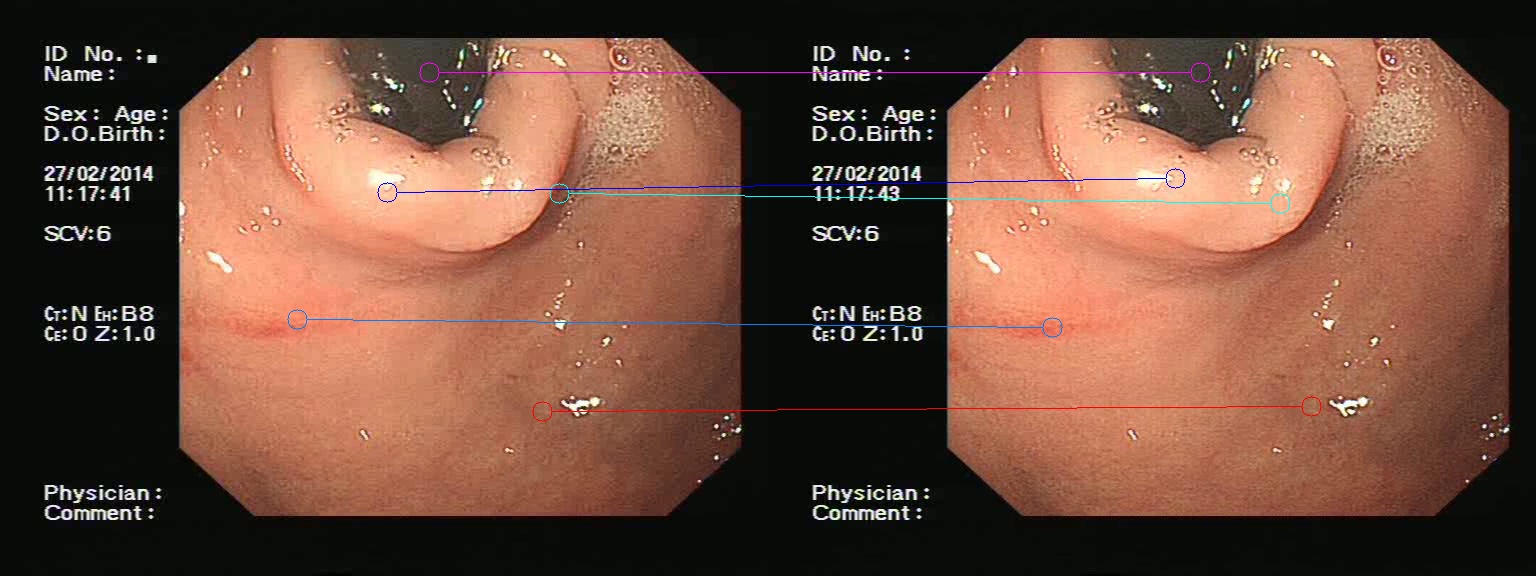 ID No. :
Name:
Sex: Age:
D.O.Birth:
27/02/2014
11:17:41
SCV:6
CT:N EH:B8
CE:0 Z:1.0
Physician:
Comment:
ID No. :
Name:
Sex: Age:
D.O.Birth:
27/02/2014
11:17:43
SCV:6
CT:N EH:B8
CE:0 Z:1.0
Physician:
Comment: